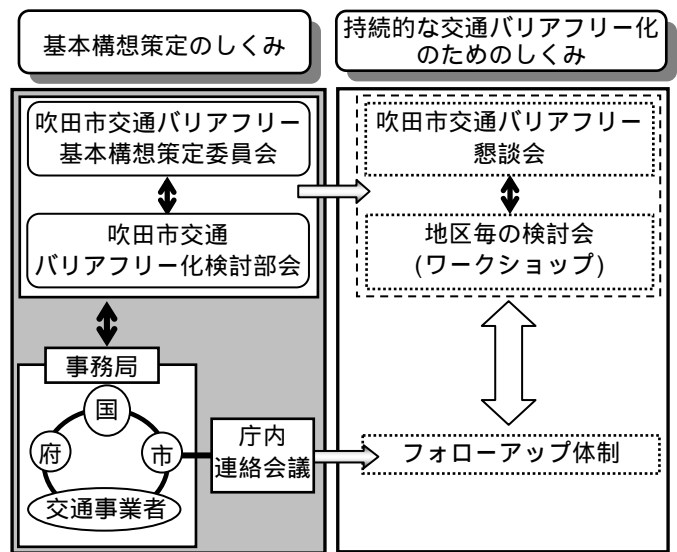 基本構想策定のしくみ
持続的な交通バリアフリー化
のためのしくみ
吹田市交通バリアフリー
基本構想策定委員会
吹田市交通
バリアフリー化検討部会
事務局
国
府
市
交通事業者
庁内
連絡会議
吹田市交通バリアフリー
懇談会
地区毎の検討会
(ワークショップ)
フォローアップ体制